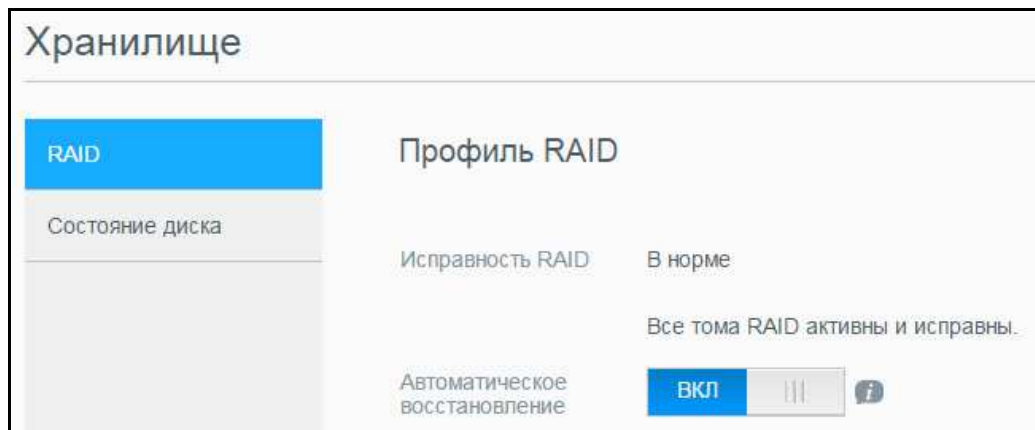 Хранилище
RAID
Профиль RAID
Состояние диска
Исправность RAID В норме
Все тома RAID активны и исправны.
Автоматическое
восстановление
ВКЛ